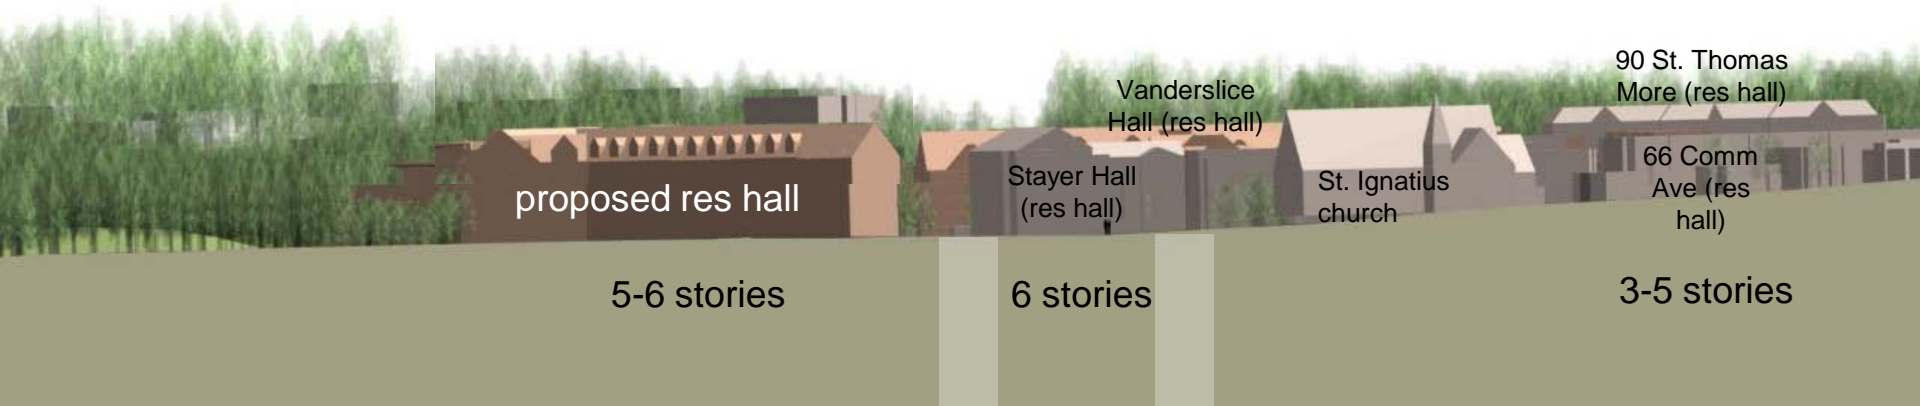 proposed res hall
Vanderslice
Hall (res hall)
Stayer Hall
(res hall)
St. Ignatius
church
90 St. Thomas
More (res hall)
66 Comm
Ave (res
hall)
5-6 stories
6 stories
3-5 stories